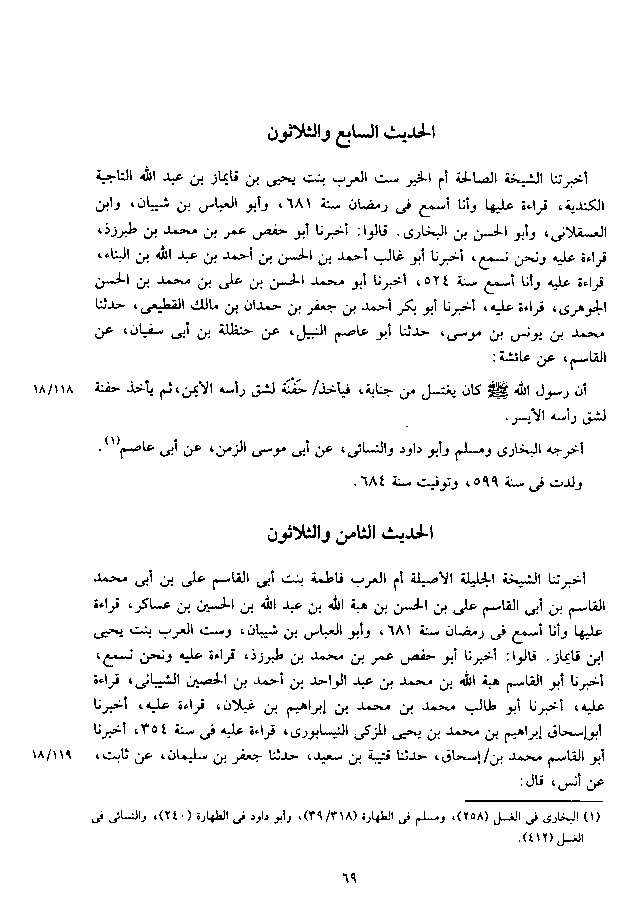 الحديث السابع والثلاثون
أخبرتنا الشيخة الصالحة أم الخير ست العرب بنت يحيى بن قايماز بن عبد الله التاجية
الكندية، قراءة عليها وأنا أسمع فى رمضان سنة ٦٨١، وأبو العباس بن شيبان، وابن
العسقلانى، وأبو الحسن بن البخارى. قالوا: أخبرنا أبو حفص عمر بن محمد بن طبرزذ،
قراءة عليه ونحن نسمع، أخبرنا أبو غالب أحمد بن الحسن بن أحمد بن عبد الله بن البناء،
قراءة عليه وأنا أسمع سنة ٥٢٤، أخبرنا أبو محمد الحسن بن على بن محمد بن الحسن
الجوهرى، قراءة عليه، أخبرنا أبو بكر أحمد بن جعفر بن حمدان بن مالك القطيعى، حدثنا
محمد بن يونس بن موسى، حدثنا أبو عاصم النبيل، عن حنظلة بن أبى سفيان، عن
القاسم، عن عائشة:
أن رسول الله ﷺ كان يغتسل من جنابة، فيأخذ/ حَفْنَة لشق رأسه الأيمن، ثم يأخذ حفنة ١٨/١١٨
لشق رأسه الأيسر.
أخرجه البخارى ومسلم وأبو داود والنسائى، عن أبى موسى الزمن، عن أبى عاصم(١).
ولدت فى سنة ٥٩٩، وتوفيت سنة ٦٨٤.
الحديث الثامن والثلاثون
أخبرتنا الشيخة الجليلة الأصيلة أم العرب فاطمة بنت أبى القاسم على بن أبى محمد
القاسم بن أبى القاسم على بن الحسن بن هبة الله بن عبد الله بن الحسين بن عساكر، قراءة
عليها وأنا أسمع فى رمضان سنة ٦٨١، وأبو العباس بن شيبان، وست العرب بنت يحيى
ابن قايماز. قالوا: أخبرنا أبو حفص عمر بن محمد بن طبرزذ، قراءة عليه ونحن نسمع،
أخبرنا أبو القاسم هبة الله بن محمد بن عبد الواحد بن أحمد بن الحصين الشيبانى، قراءة
عليه، أخبرنا أبو طالب محمد بن محمد بن إبراهيم بن غيلان، قراءة عليه، أخبرنا
أبو إسحاق إبراهيم بن محمد بن يحيى المزكى النيسابورى، قراءة عليه فى سنة ٣٥٤، أخبرنا
أبو القاسم محمد بن/ إسحاق، حدثنا قتيبة بن سعيد، حدثنا جعفر بن سليمان، عن ثابت، ١٨/١١٩
عن أنس، قال:
(١) البخارى فى الغسل (٢٥٨)، ومسلم فى الطهارة (٣٩/٣١٨)، وأبو داود فى الطهارة (٢٤٠)، والنسائى فى
الغسل (٤١٢).
٦٩